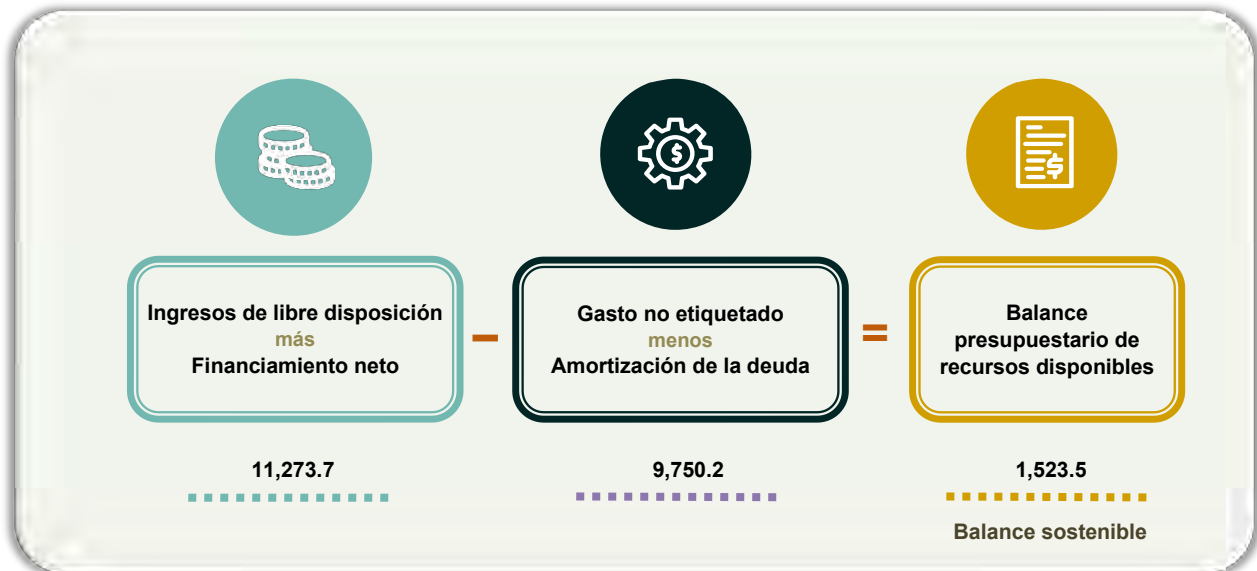 Ingresos de libre disposición
más
Financiamiento neto
–
Gasto no etiquetado
menos
Amortización de la deuda
=
Balance
presupuestario de
recursos disponibles
11,273.7
9,750.2
1,523.5
Balance sostenible